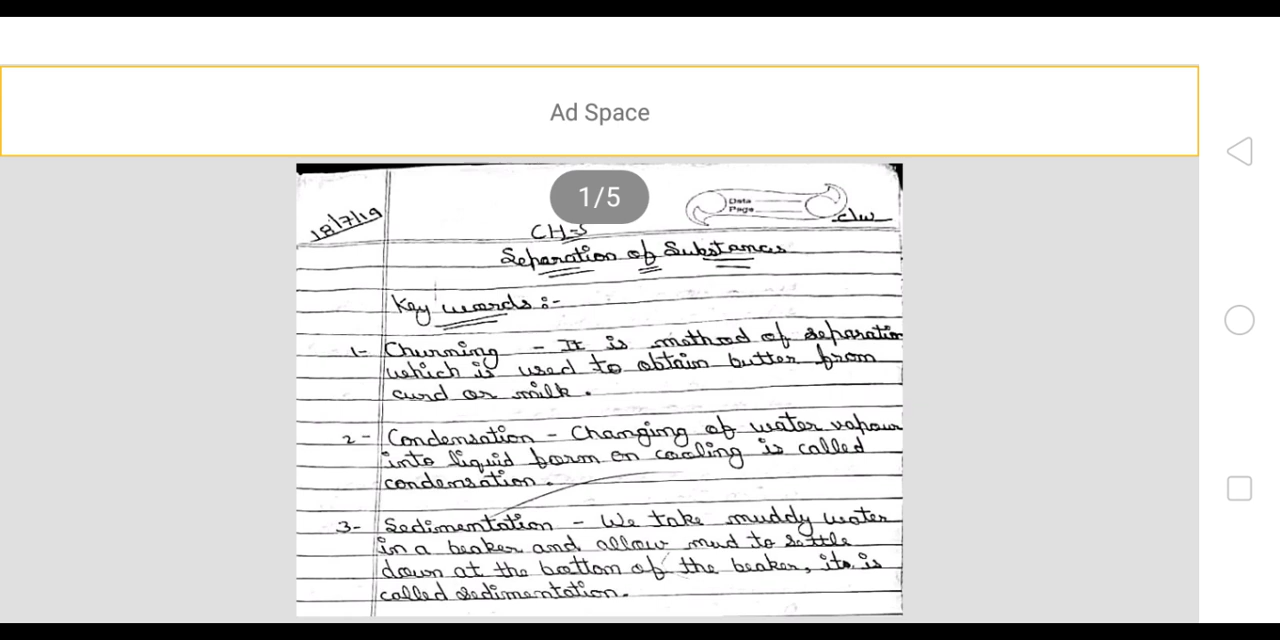 Ad Space
1/5
Data
Page
18/7/19
C/W
CH-5
Separation of Substances
Key words :-
1- Churning - It is method of separation
which is used to obtain butter from
curd or milk.
2- Condensation - Changing of water vapour
into liquid form on cooling is called
condensation.
3- Sedimentation - We take muddy water
in a beaker and allow mud to settle
down at the bottom of the beaker, its is
called sedimentation.